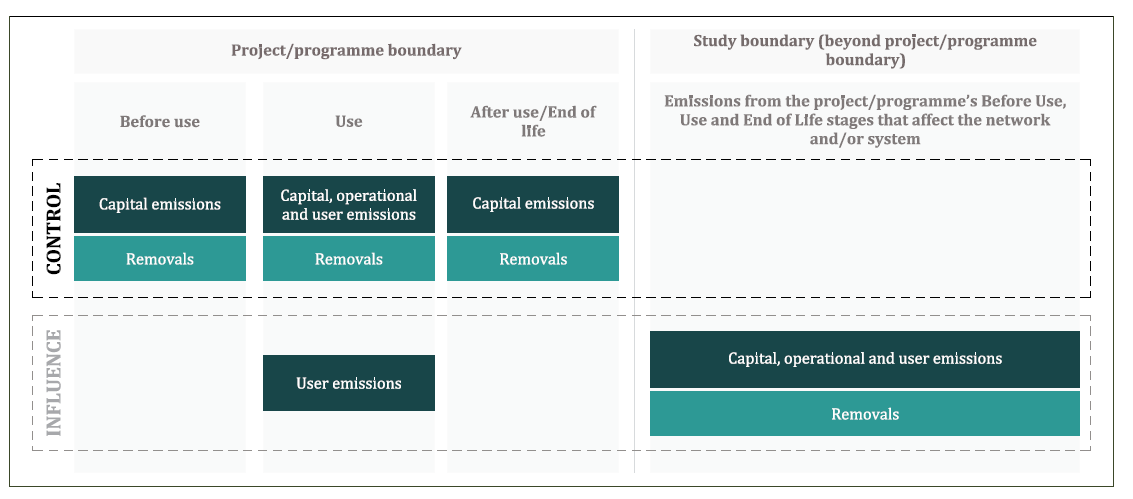 Project/programme boundary
Study boundary (beyond project/programme
boundary)
Before use
Use
After use/End of
life
Emissions from the project/programme's Before Use,
Use and End of Life stages that affect the network
and/or system
CONTROL
Capital emissions
Capital, operational
and user emissions
Capital emissions
Removals
Removals
Removals
INFLUENCE
User emissions
Capital, operational and user emissions
Removals